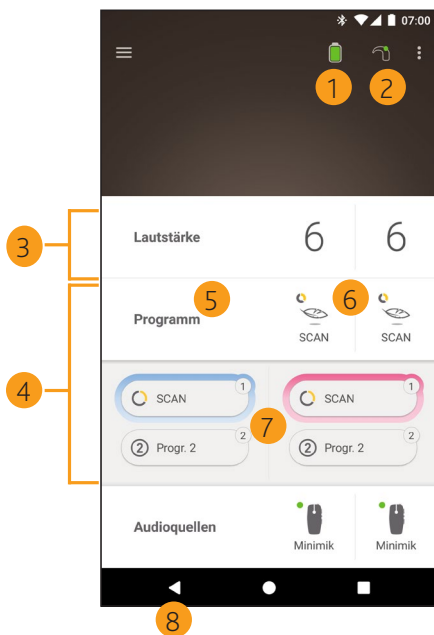 07:00
1 2
3 Lautstärke 6 6
5 6
Programm
SCAN SCAN
4
SCAN 1 SCAN 1
7
2 Progr. 2 2 2 Progr. 2 2
Audioquellen
Minimik Minimik
8